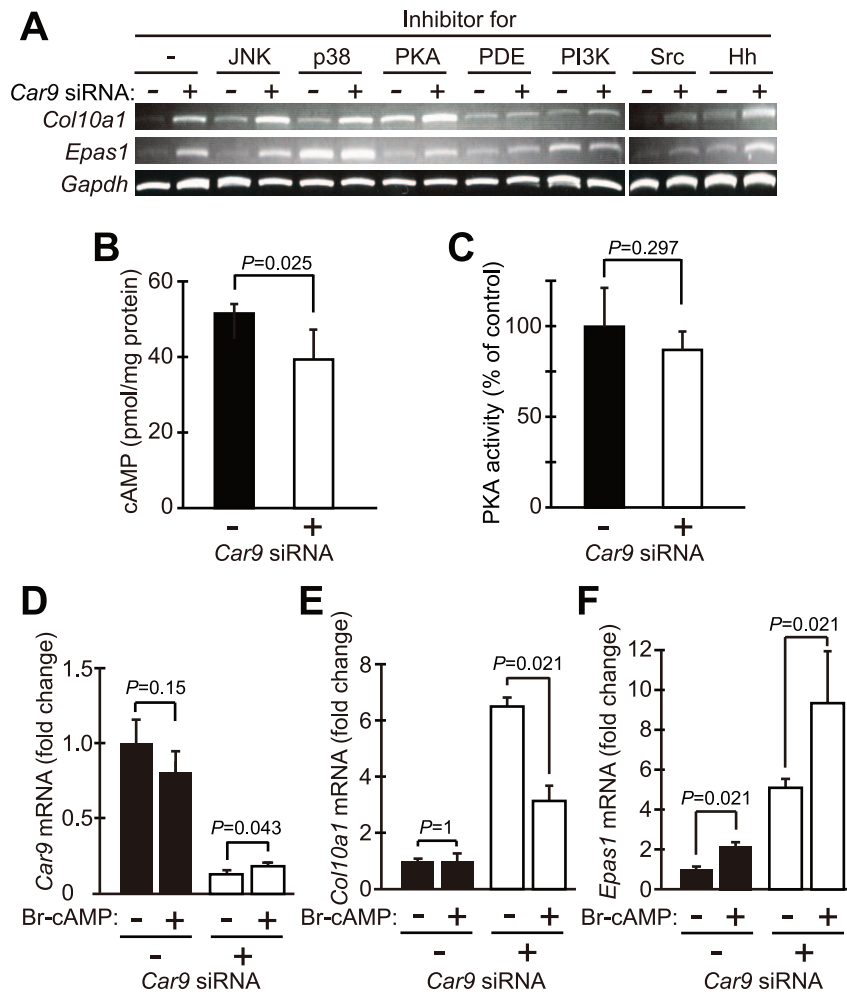 A
Inhibitor for
- JNK p38 PKA PDE PI3K Src Hh
Car9 siRNA: - + - + - + - + - + - + - + - +
Col10a1
Epas1
Gapdh
B
cAMP (pmol/mg protein)
P=0.025
60
40
20
0
- +
Car9 siRNA
C
PKA activity (% of control)
P=0.297
100
50
0
- +
Car9 siRNA
D
Car9 mRNA (fold change)
1.5
1.0
0.5
0
P=0.15
P=0.043
Br-cAMP: - + - +
- +
Car9 siRNA
E
Col10a1 mRNA (fold change)
8
6
4
2
0
P=0.021
P=1
- + - +
- +
Car9 siRNA
F
Epas1 mRNA (fold change)
12
10
8
6
4
2
0
P=0.021
P=0.021
Br-cAMP: - + - +
- +
Car9 siRNA